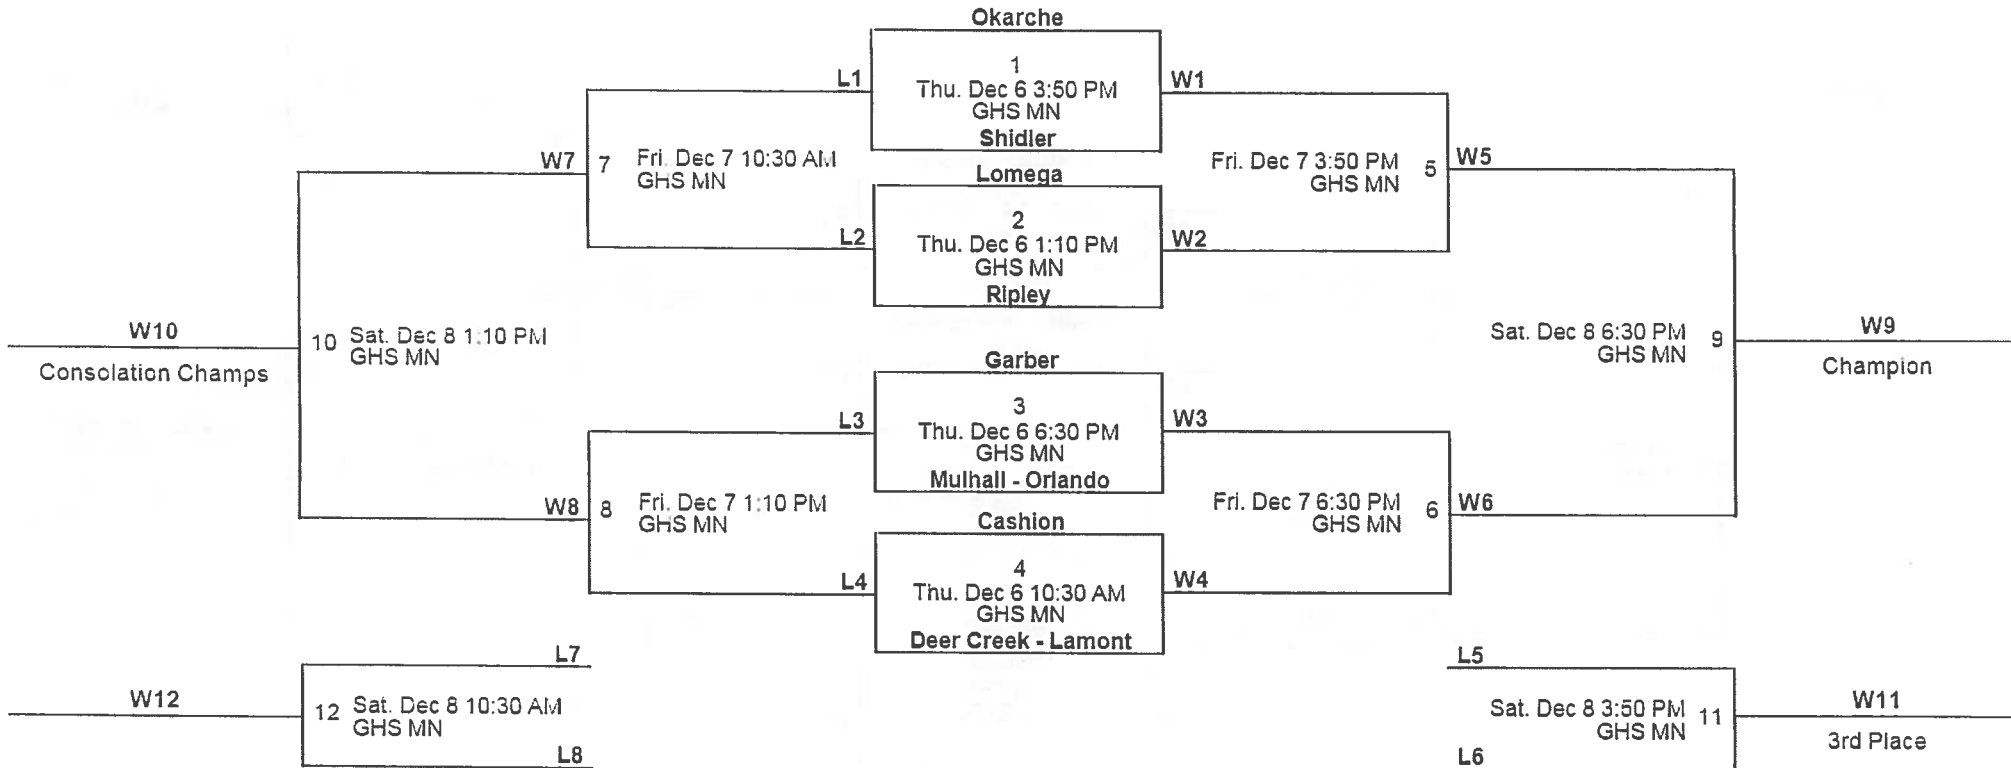 Okarche
1
Thu. Dec 6 3:50 PM
GHS MN
Shidler
L1
W1
Lomega
2
Thu. Dec 6 1:10 PM
GHS MN
Ripley
L2
W2
W7
7
Fri. Dec 7 10:30 AM
GHS MN
Fri. Dec 7 3:50 PM
GHS MN
5
W5
W10
Consolation Champs
10
Sat. Dec 8 1:10 PM
GHS MN
Sat. Dec 8 6:30 PM
GHS MN
9
W9
Champion
Garber
3
Thu. Dec 6 6:30 PM
GHS MN
Mulhall - Orlando
L3
W3
W8
8
Fri. Dec 7 1:10 PM
GHS MN
Fri. Dec 7 6:30 PM
GHS MN
6
W6
Cashion
4
Thu. Dec 6 10:30 AM
GHS MN
Deer Creek - Lamont
L4
W4
L7
W12
12
Sat. Dec 8 10:30 AM
GHS MN
L8
L5
Sat. Dec 8 3:50 PM
GHS MN
11
W11
3rd Place
L6